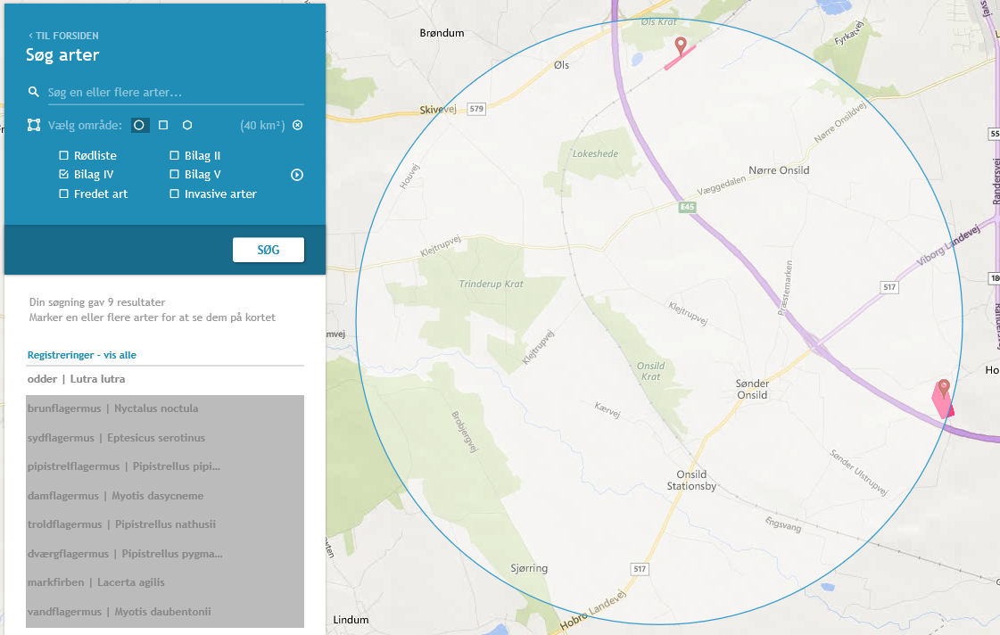 ‹ TIL FORSIDEN
Søg arter
Søg en eller flere arter...
Vælg område:
(40 km²)
Rødliste
Bilag II
Bilag IV
Bilag V
Fredet art
Invasive arter
SØG
Din søgning gav 9 resultater
Marker en eller flere arter for at se dem på kortet
Registreringer - vis alle
odder | Lutra lutra
brunflagermus | Nyctalus noctula
sydflagermus | Eptesicus serotinus
pipistrelflagermus | Pipistrellus pipi...
damflagermus | Myotis dasycneme
troldflagermus | Pipistrellus nathusii
dværgflagermus | Pipistrellus pygma...
markfirben | Lacerta agilis
vandflagermus | Myotis daubentonii
Brøndum
Øls Krat
Fyrkatvej
Øls
Skivevej
579
Nørre Onsildvej
Lokeshede
Houvej
Nørre Onsild
Væggedalen
E45
Randersvej
Klejtrupvej
Viborg Landevej
Trinderup Krat
Præstemarken
517
Klejtrupvej
mvej
Klejtrupvej
Onsild
Krat
Sønder
Onsild
Kærvej
Brobjergvej
Sønder Ulstrupvej
Onsild
Stationsby
Engsvang
Sjørring
517
Hobro Landevej
Lindum